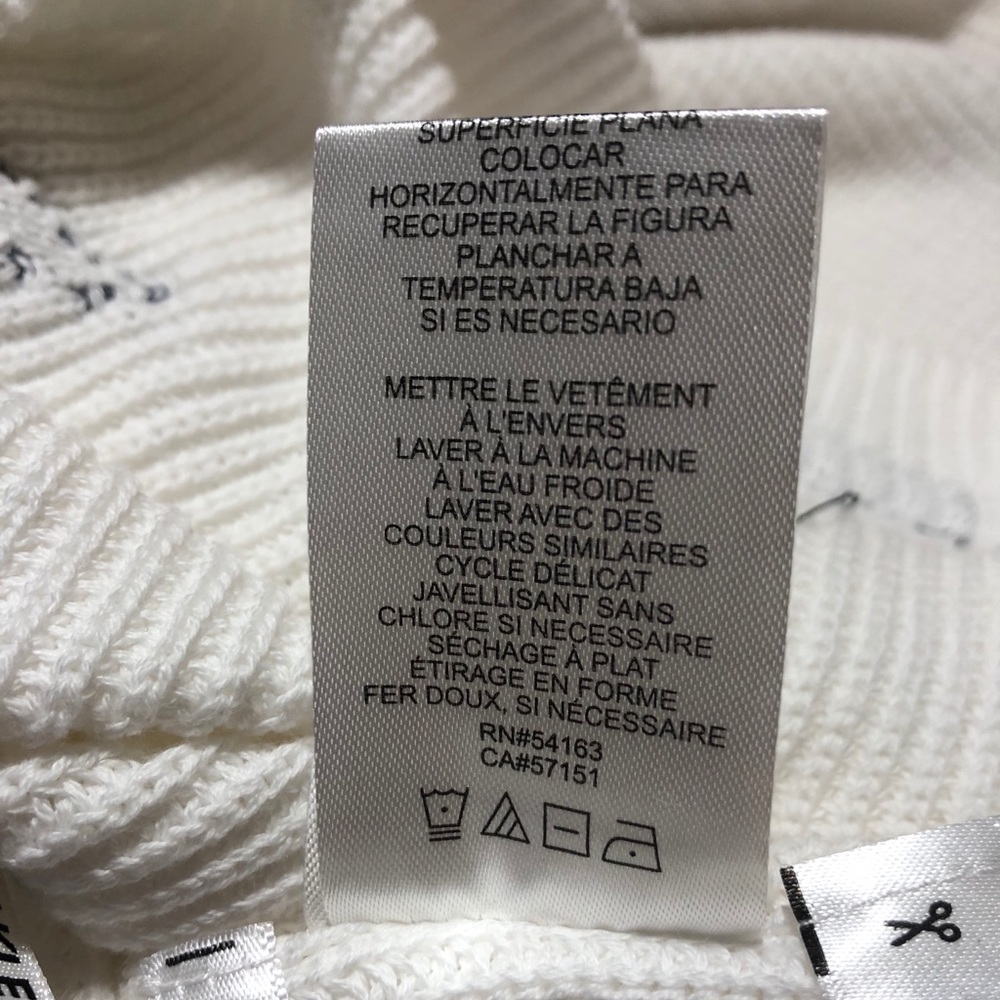 SUPERFICIE PLANA
COLOCAR
HORIZONTALMENTE PARA
RECUPERAR LA FIGURA
PLANCHAR A
TEMPERATURA BAJA
SI ES NECESARIO
METTRE LE VETÊMENT
À L'ENVERS
LAVER À LA MACHINE
À L'EAU FROIDE
LAVER AVEC DES
COULEURS SIMILAIRES
CYCLE DÉLICAT
JAVELLISANT SANS
CHLORE SI NECESSAIRE
SÉCHAGE À PLAT
ÉTIRAGE EN FORME
FER DOUX, SI NÉCESSAIRE
RN#54163
CA#57151